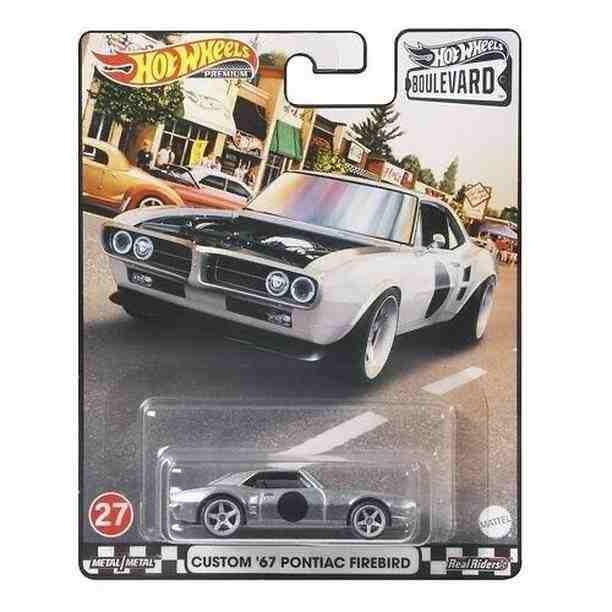 Hot Wheels
PREMIUM
Hot Wheels
BOULEVARD
27
MATTEL
METAL/METAL
CUSTOM '67 PONTIAC FIREBIRD
Real Riders